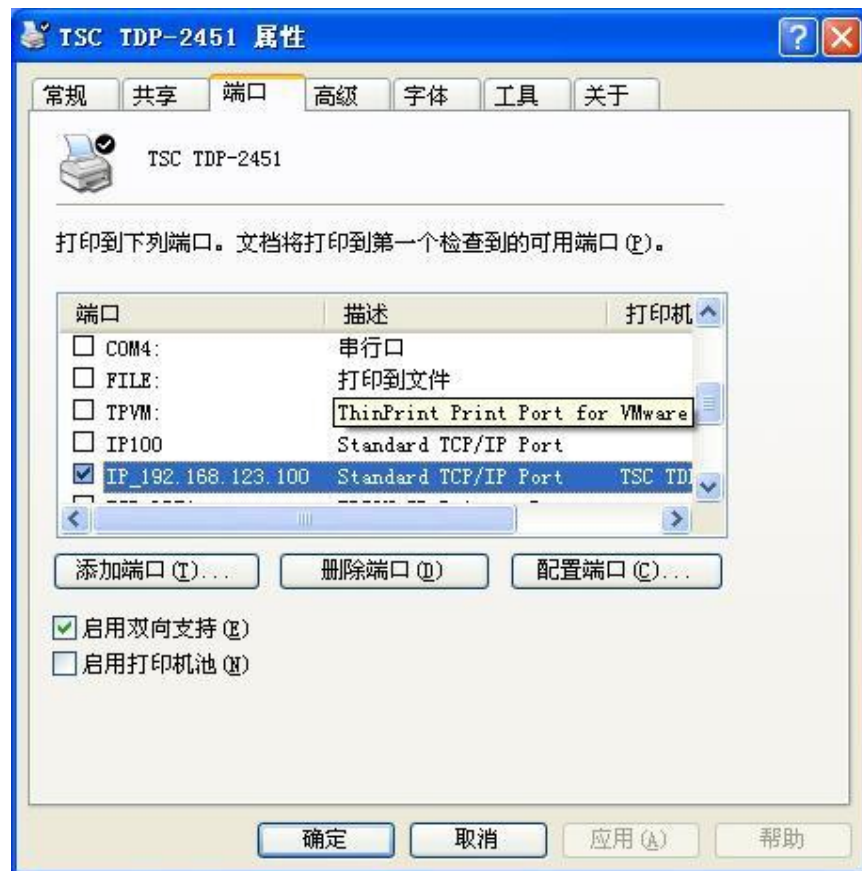 TSC TDP-2451 属性
常规 共享 端口 高级 字体 工具 关于
TSC TDP-2451
打印到下列端口。文档将打印到第一个检查到的可用端口(P)。
端口 描述 打印机
COM4: 串行口
FILE: 打印到文件
TPVM: ThinPrint Print Port for VMware
IP100 Standard TCP/IP Port
IP_192.168.123.100 Standard TCP/IP Port TSC TD
添加端口(T)... 删除端口(D) 配置端口(C)...
启用双向支持(E)
启用打印机池(N)
确定 取消 应用(A) 帮助